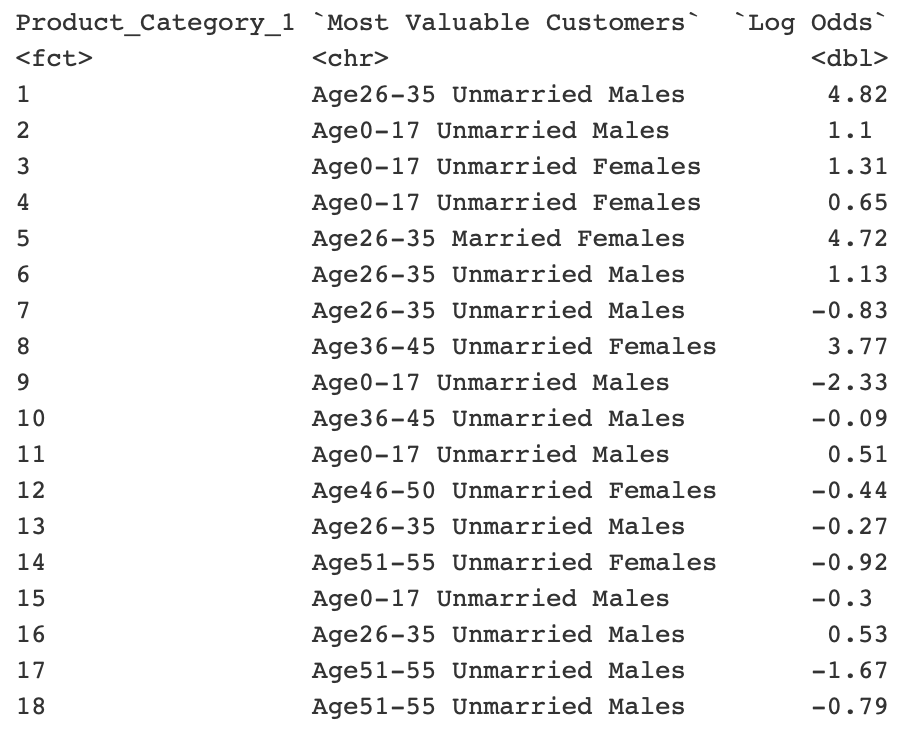 Product_Category_1 `Most Valuable Customers` `Log Odds`
<fct> <chr> <dbl>
1 Age26-35 Unmarried Males 4.82
2 Age0-17 Unmarried Males 1.1
3 Age0-17 Unmarried Females 1.31
4 Age0-17 Unmarried Females 0.65
5 Age26-35 Married Females 4.72
6 Age26-35 Unmarried Males 1.13
7 Age26-35 Unmarried Males -0.83
8 Age36-45 Unmarried Females 3.77
9 Age0-17 Unmarried Males -2.33
10 Age36-45 Unmarried Males -0.09
11 Age0-17 Unmarried Males 0.51
12 Age46-50 Unmarried Females -0.44
13 Age26-35 Unmarried Males -0.27
14 Age51-55 Unmarried Females -0.92
15 Age0-17 Unmarried Males -0.3
16 Age26-35 Unmarried Males 0.53
17 Age51-55 Unmarried Males -1.67
18 Age51-55 Unmarried Males -0.79